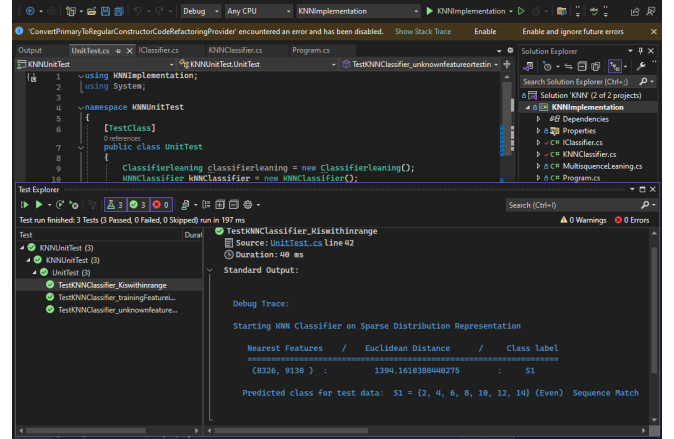 Debug
Any CPU
KNNImplementation
KNNImplementation
'ConvertPrimaryToRegularConstructorCodeRefactoringProvider' encountered an error and has been disabled.
Show Stack Trace
Enable
Enable and ignore future errors
Output
UnitTest.cs
IClassifier.cs
KNNClassifier.cs
Program.cs
KNNUnitTest
KNNUnitTest.UnitTest
TestKNNClassifier_unknownfeatureortestin
1 using KNNImplementation;
2 using System;
3
4 namespace KNNUnitTest
5 {
6 [TestClass]
0 references
7 public class UnitTest
8 {
9 Classifierleaning classifierleaning = new Classifierleaning();
10 KNNClassifier kNNClassifier = new KNNClassifier();
Solution Explorer
Search Solution Explorer (Ctrl+;)
Solution 'KNN' (2 of 2 projects)
KNNImplementation
Dependencies
Properties
C# IClassifier.cs
C# KNNClassifier.cs
C# MultisquenceLeaning.cs
C# Program.cs
Test Explorer
3 3 0
Search (Ctrl+I)
Test run finished: 3 Tests (3 Passed, 0 Failed, 0 Skipped) run in 197 ms
0 Warnings 0 Errors
Test
Durat
KNNUnitTest (3)
KNNUnitTest (3)
UnitTest (3)
TestKNNClassifier_Kiswithinrange
TestKNNClassifier_trainingFeaturei...
TestKNNClassifier_unknownfeature...
TestKNNClassifier_Kiswithinrange
Source: UnitTest.cs line 42
Duration: 40 ms
Standard Output:
Debug Trace:
Starting KNN Classifier on Sparse Distribution Representation
Nearest Features / Euclidean Distance / Class label
(8326, 9130 ) : 1394.1610380440275 : S1
Predicted class for test data: S1 = {2, 4, 6, 8, 10, 12, 14} (Even) Sequence Match